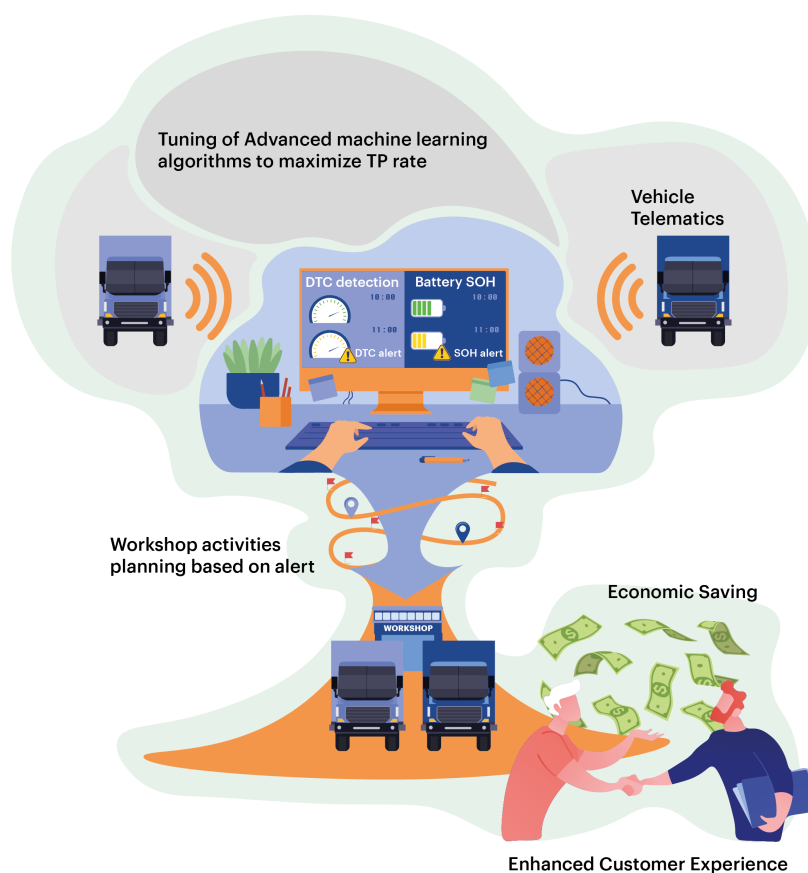 Tuning of Advanced machine learning
algorithms to maximize TP rate
Vehicle
Telematics
DTC detection
Battery SOH
10:00
10:00
11:00
11:00
DTC alert
SOH alert
Workshop activities
planning based on alert
WORKSHOP
Economic Saving
Enhanced Customer Experience